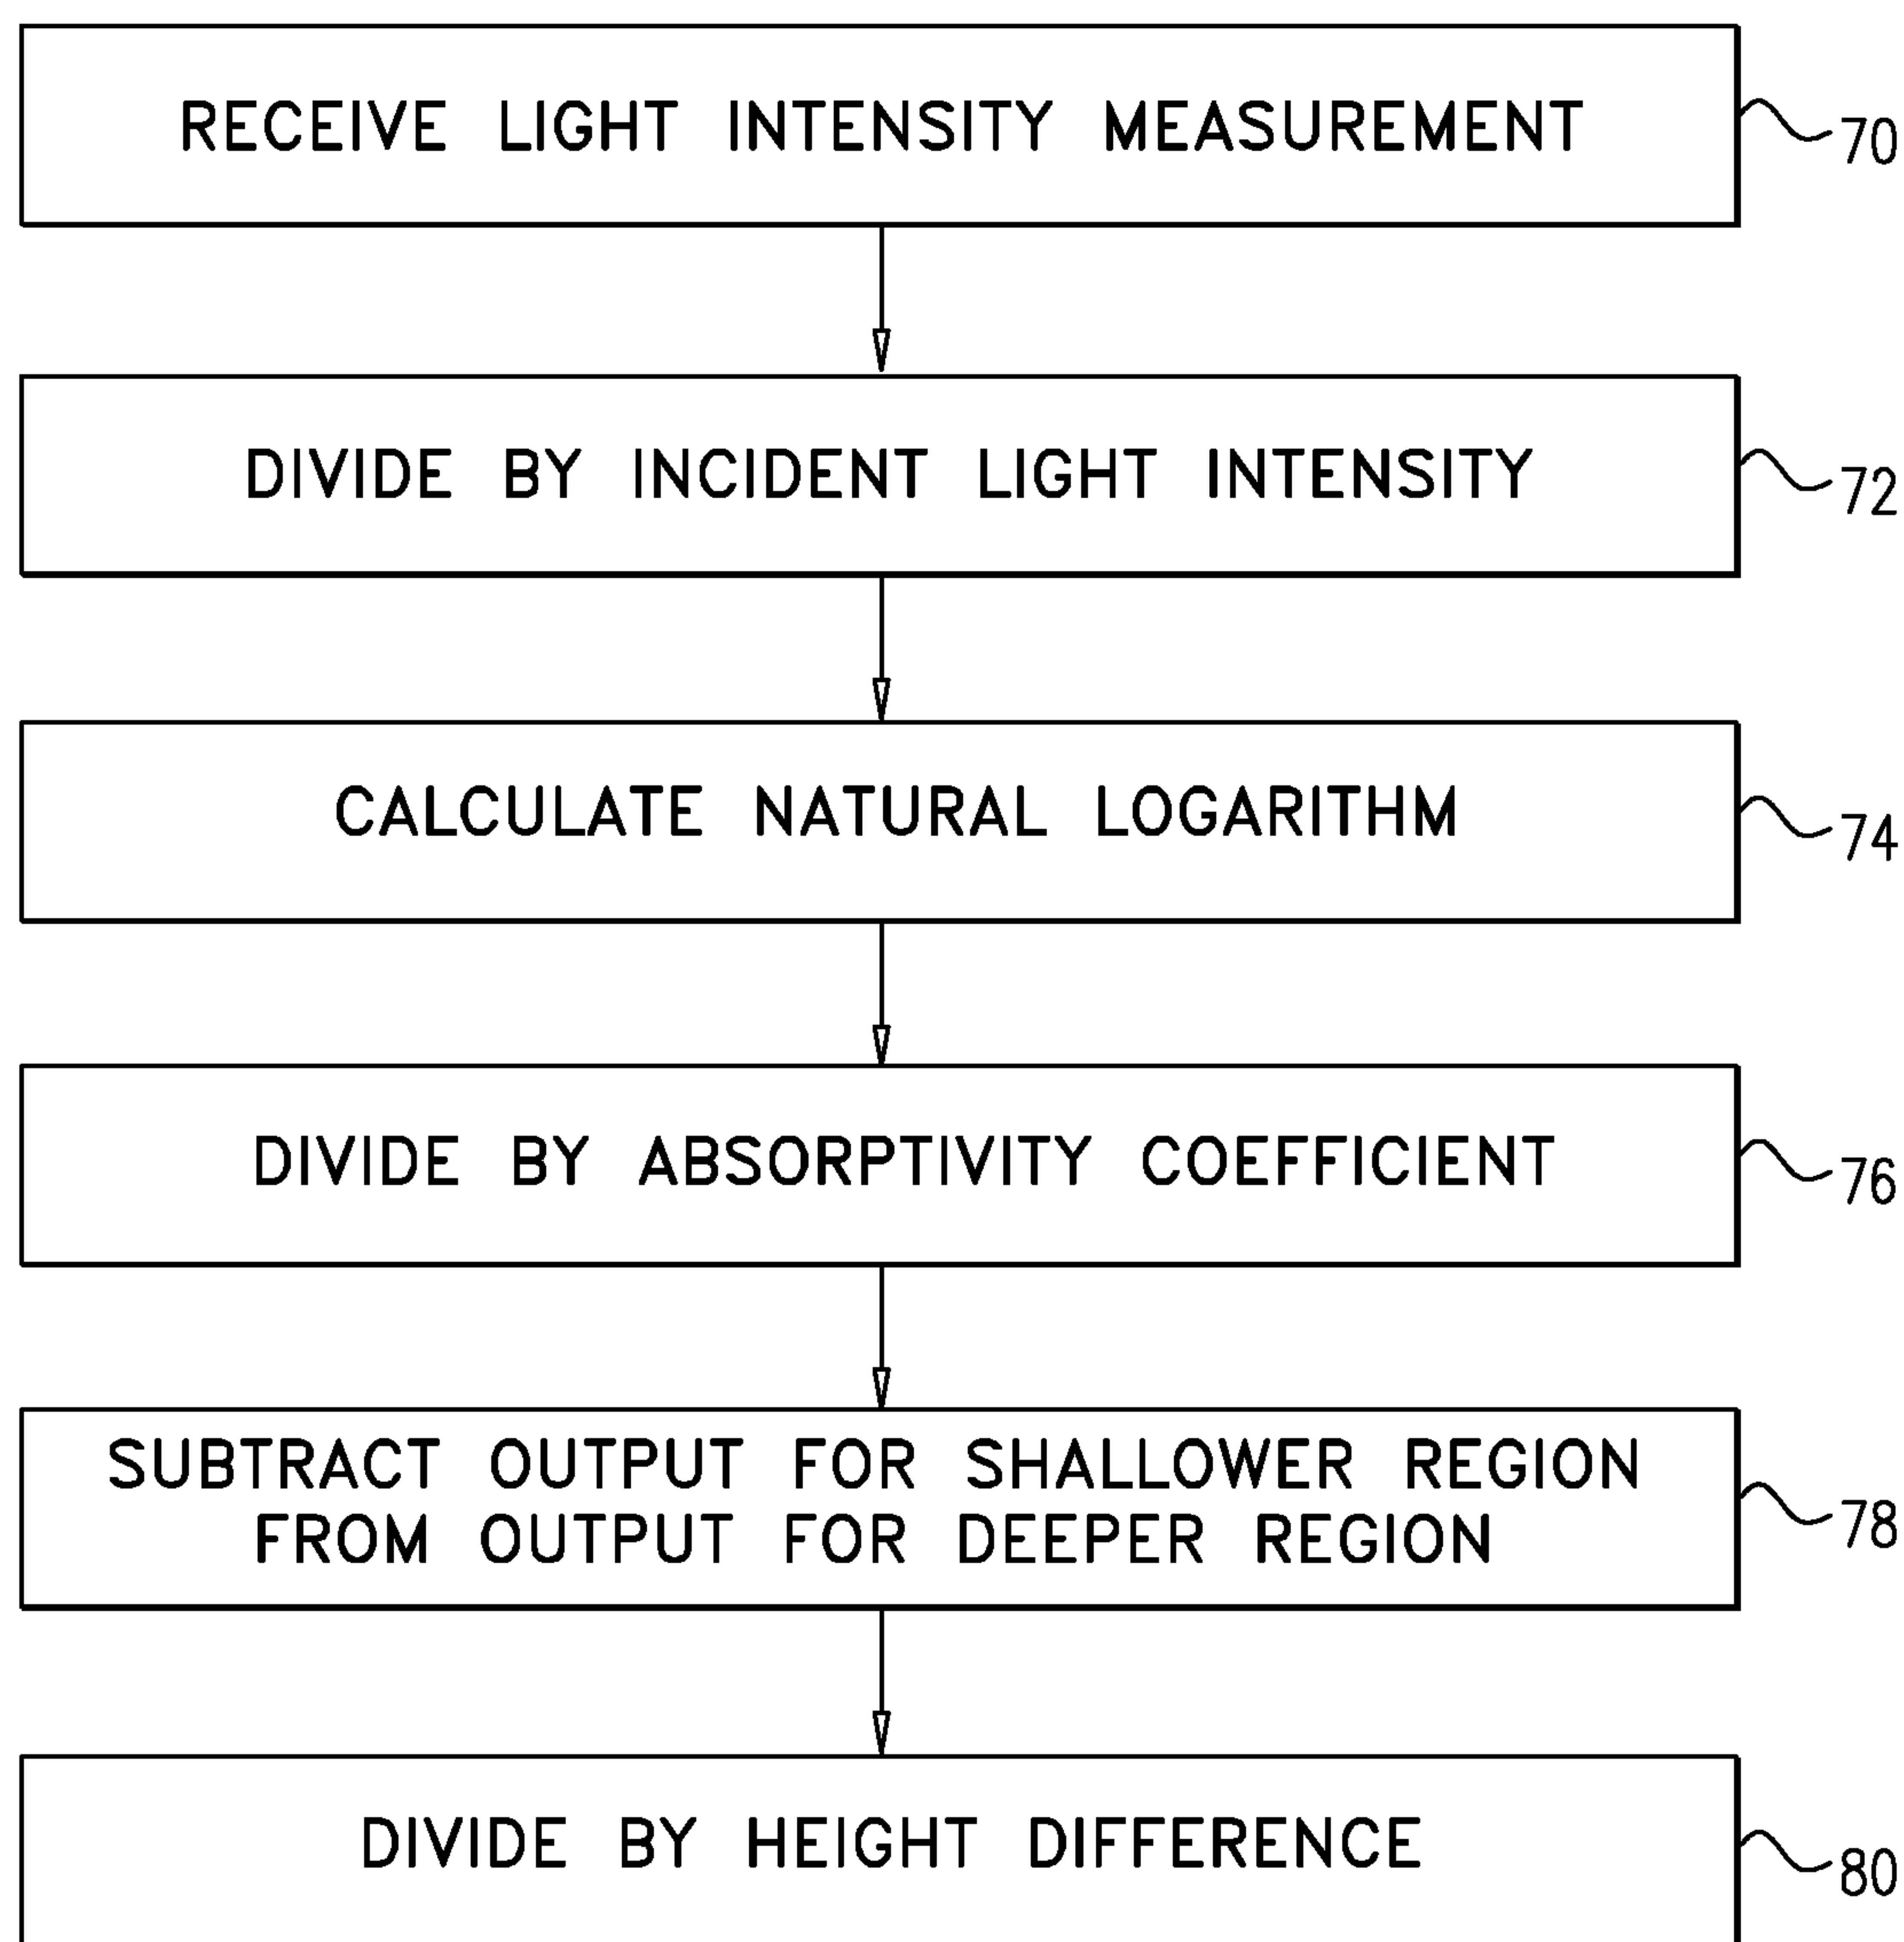 RECEIVE LIGHT INTENSITY MEASUREMENT
70
DIVIDE BY INCIDENT LIGHT INTENSITY
72
CALCULATE NATURAL LOGARITHM
74
DIVIDE BY ABSORPTIVITY COEFFICIENT
76
SUBTRACT OUTPUT FOR SHALLOWER REGION
FROM OUTPUT FOR DEEPER REGION
78
DIVIDE BY HEIGHT DIFFERENCE
80